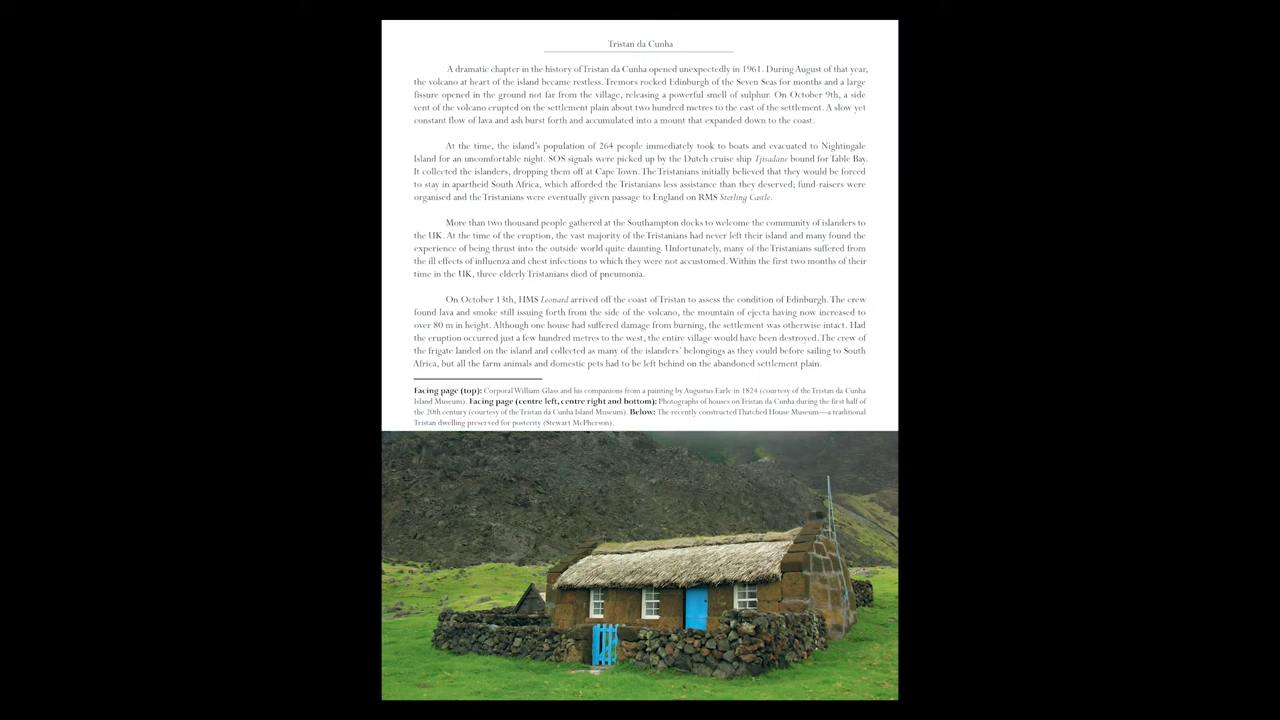 Tristan da Cunha
A dramatic chapter in the history of Tristan da Cunha opened unexpectedly in 1961. During August of that year,
the volcano at heart of the island became restless. Tremors rocked Edinburgh of the Seven Seas for months and a large
fissure opened in the ground not far from the village, releasing a powerful smell of sulphur. On October 9th, a side
vent of the volcano erupted on the settlement plain about two hundred metres to the east of the settlement. A slow yet
constant flow of lava and ash burst forth and accumulated into a mount that expanded down to the coast.
At the time, the island's population of 264 people immediately took to boats and evacuated to Nightingale
Island for an uncomfortable night. SOS signals were picked up by the Dutch cruise ship Tjisadane bound for Table Bay.
It collected the islanders, dropping them off at Cape Town. The Tristanians initially believed that they would be forced
to stay in apartheid South Africa, which afforded the Tristanians less assistance than they deserved; fund-raisers were
organised and the Tristanians were eventually given passage to England on RMS Sterling Castle.
More than two thousand people gathered at the Southampton docks to welcome the community of islanders to
the UK. At the time of the eruption, the vast majority of the Tristanians had never left their island and many found the
experience of being thrust into the outside world quite daunting. Unfortunately, many of the Tristanians suffered from
the ill effects of influenza and chest infections to which they were not accustomed. Within the first two months of their
time in the UK, three elderly Tristanians died of pneumonia.
On October 13th, HMS Leonard arrived off the coast of Tristan to assess the condition of Edinburgh. The crew
found lava and smoke still issuing forth from the side of the volcano, the mountain of ejecta having now increased to
over 80 m in height. Although one house had suffered damage from burning, the settlement was otherwise intact. Had
the eruption occurred just a few hundred metres to the west, the entire village would have been destroyed. The crew of
the frigate landed on the island and collected as many of the islanders' belongings as they could before sailing to South
Africa, but all the farm animals and domestic pets had to be left behind on the abandoned settlement plain.
Facing page (top): Corporal William Glass and his companions from a painting by Augustus Earle in 1824 (courtesy of the Tristan da Cunha
Island Museum). Facing page (centre left, centre right and bottom): Photographs of houses on Tristan da Cunha during the first half of
the 20th century (courtesy of the Tristan da Cunha Island Museum). Below: The recently constructed Thatched House Museum—a traditional
Tristan dwelling preserved for posterity (Stewart McPherson).